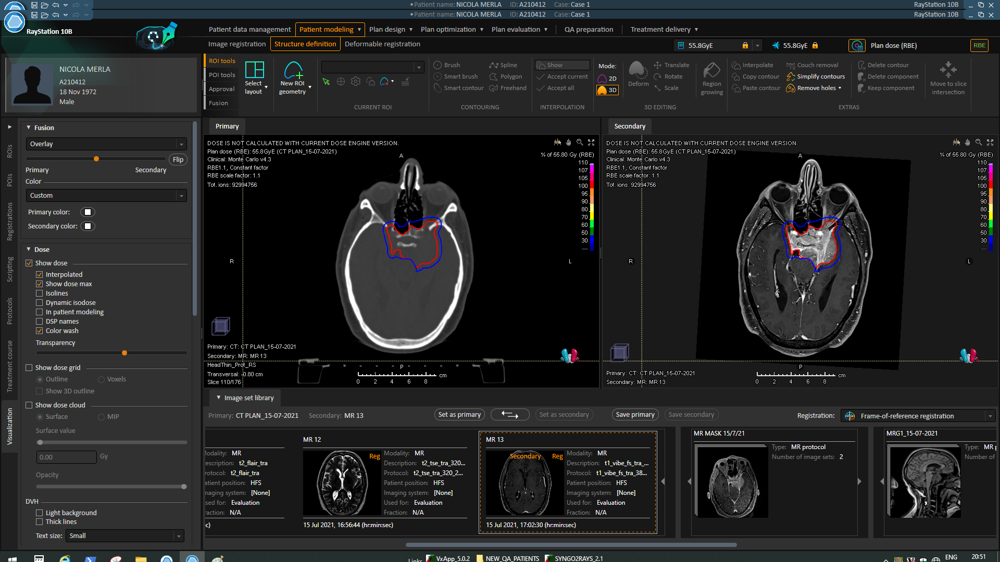 *Patient name: NICOLA MERLA ID: A210412 Case: Case 1 RayStation 10B
*Patient name: NICOLA MERLA ID: A210412 Case: Case 1 RayStation 10B
RayStation 10B
Patient data management Patient modeling Plan design Plan optimization Plan evaluation QA preparation Treatment delivery
Image registration Structure definition Deformable registration 55.8GyE 55.8GyE Plan dose (RBE) RBE
NICOLA MERLA
A210412
18 Nov 1972
Male
ROI tools
POI tools
Approval
Fusion
Select layout
New ROI geometry
CURRENT ROI
Brush Spline
Smart brush Polygon
Smart contour Freehand
CONTOURING
Show
Accept current
Accept all
INTERPOLATION
Mode:
2D
3D
Deform
Translate
Rotate
Scale
Region growing
3D EDITING
Interpolate Couch removal Delete contour
Copy contour Simplify contours Delete component
Paste contour Remove holes Keep component
Move to slice intersection
EXTRAS
ROIs
POIs
Registrations
Scripting
Protocols
Treatment course
Visualization
Fusion
Overlay
Flip
Primary Secondary
Color
Custom
Primary color:
Secondary color:
Dose
Show dose
Interpolated
Show dose max
Isolines
Dynamic isodose
In patient modeling
DSP names
Color wash
Transparency
Show dose grid
Outline Voxels
Show 3D outline
Show dose cloud
Surface MIP
Surface value
0.00 Gy
Opacity
DVH
Light background
Thick lines
Text size: Small
Primary
DOSE IS NOT CALCULATED WITH CURRENT DOSE ENGINE VERSION.
Plan dose (RBE): 55.8GyE (CT PLAN_15-07-2021)
Clinical: Monte Carlo v4.3
RBE1.1, Constant factor
RBE scale factor: 1.1
Tot. ions: 92994756
A
% of 55.80 Gy (RBE)
110
107
105
100
95
90
80
70
60
50
30
R
L
Primary: CT: CT PLAN_15-07-2021
Secondary: MR: MR 13
HeadThin_Prot_RS
Transversal: -0.80 cm
Slice 110/176
P
0 2 4 6 8 cm
Secondary
DOSE IS NOT CALCULATED WITH CURRENT DOSE ENGINE VERSION.
Plan dose (RBE): 55.8GyE (CT PLAN_15-07-2021)
Clinical: Monte Carlo v4.3
RBE1.1, Constant factor
RBE scale factor: 1.1
Tot. ions: 92994756
A
% of 55.80 Gy (RBE)
110
107
105
100
95
90
80
70
60
50
30
R
L
Primary: CT: CT PLAN_15-07-2021
Secondary: MR: MR 13
P
0 2 4 6 8 cm
Image set library
Primary: CT PLAN_15-07-2021 Secondary: MR 13 Set as primary Set as secondary Save primary Save secondary Registration: Frame-of-reference registration
Modality: MR
escription: t2_flair_tra
rotocol: t2_flair_tra
atient position: HFS
maging system: [None]
sed for: Evaluation
raction: N/A
c)
MR 12
Reg
Modality: MR
Description: t2_tse_tra_320...
Protocol: t2_tse_tra_320_2...
Patient position: HFS
Imaging system: [None]
Used for: Evaluation
Fraction: N/A
15 Jul 2021, 16:56:44 (hr:min:sec)
MR 13
Secondary Reg
Modality: MR
Description: t1_vibe_fs_tra_...
Protocol: t1_vibe_fs_tra_38...
Patient position: HFS
Imaging system: [None]
Used for: Evaluation
Fraction: N/A
15 Jul 2021, 17:02:30 (hr:min:sec)
MR MASK 15/7/21
Type: MR protocol
Number of image sets: 2
MRG1_15-07-2021
Type: MR p
Number of
Links VxApp_5.0.2 NEW_QA_PATIENTS SYNGO2RAYS_2.1 ENG 20:51